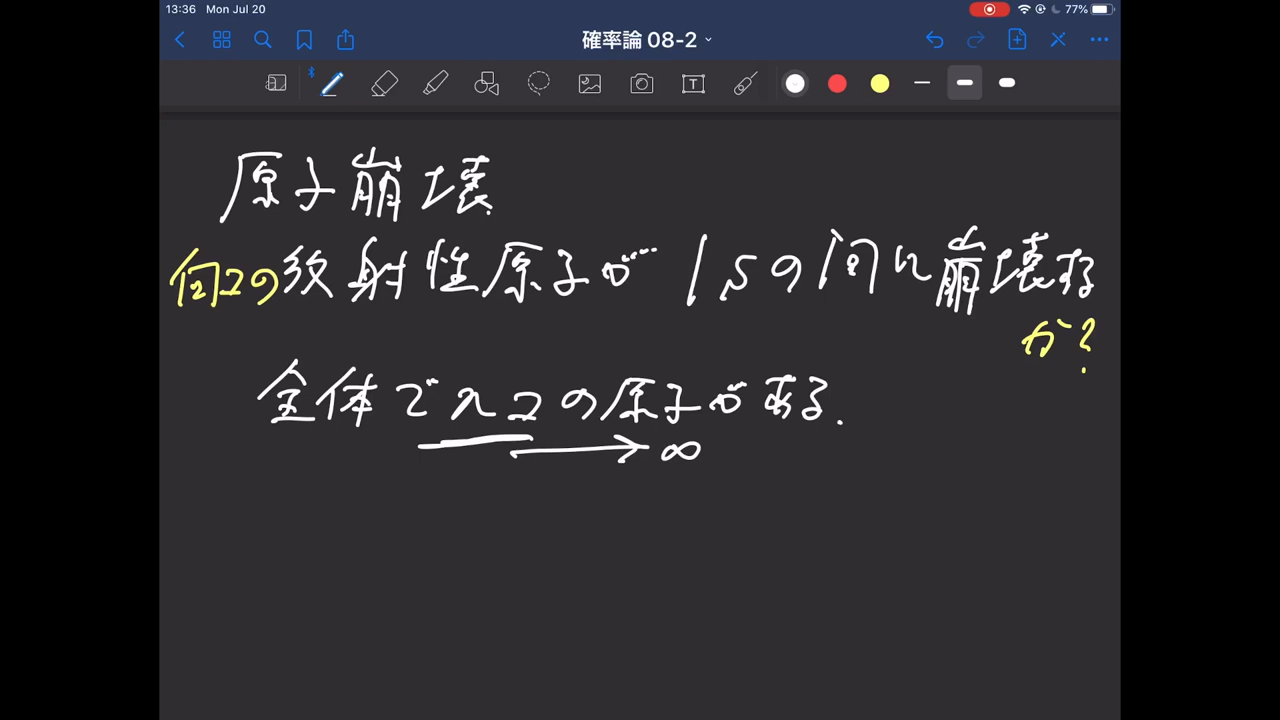 13:36 Mon Jul 20
77%
確率論 08-2
T
原子崩壊
何コの放射性原子が 1sの間に崩壊する
か?
全体でnコの原子がある.
→∞